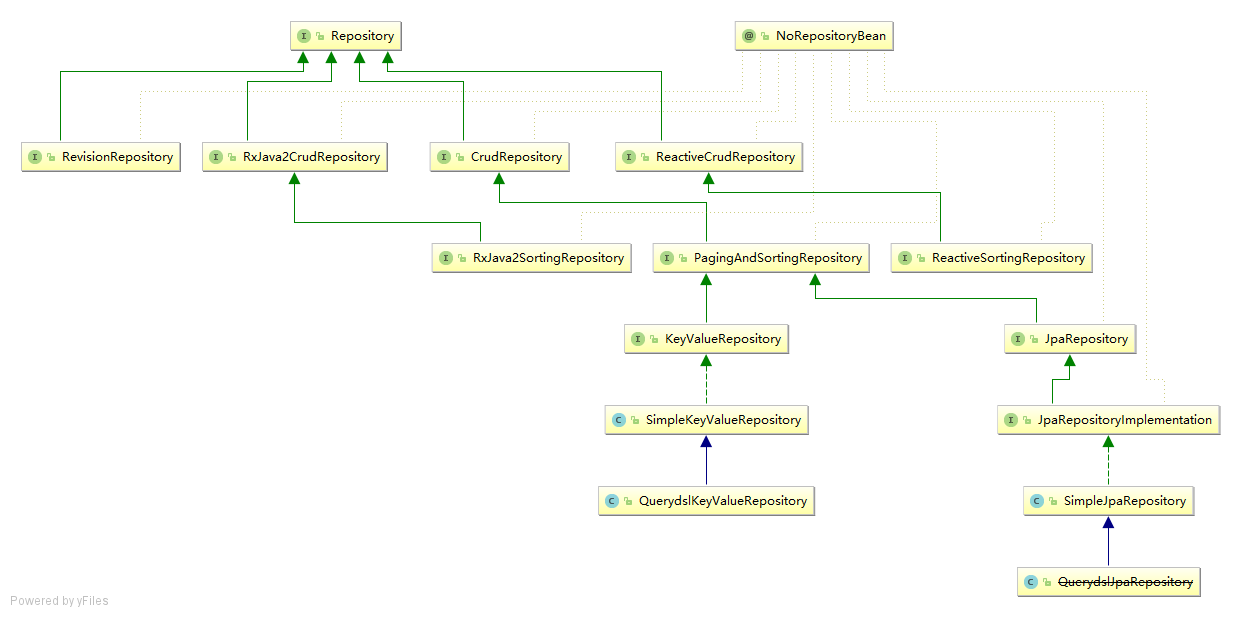 I Repository
@ NoRepositoryBean
I RevisionRepository
I RxJava2CrudRepository
I CrudRepository
I ReactiveCrudRepository
I RxJava2SortingRepository
I PagingAndSortingRepository
I ReactiveSortingRepository
I KeyValueRepository
I JpaRepository
C SimpleKeyValueRepository
I JpaRepositoryImplementation
C QuerydslKeyValueRepository
C SimpleJpaRepository
C QuerydslJpaRepository
Powered by yFiles